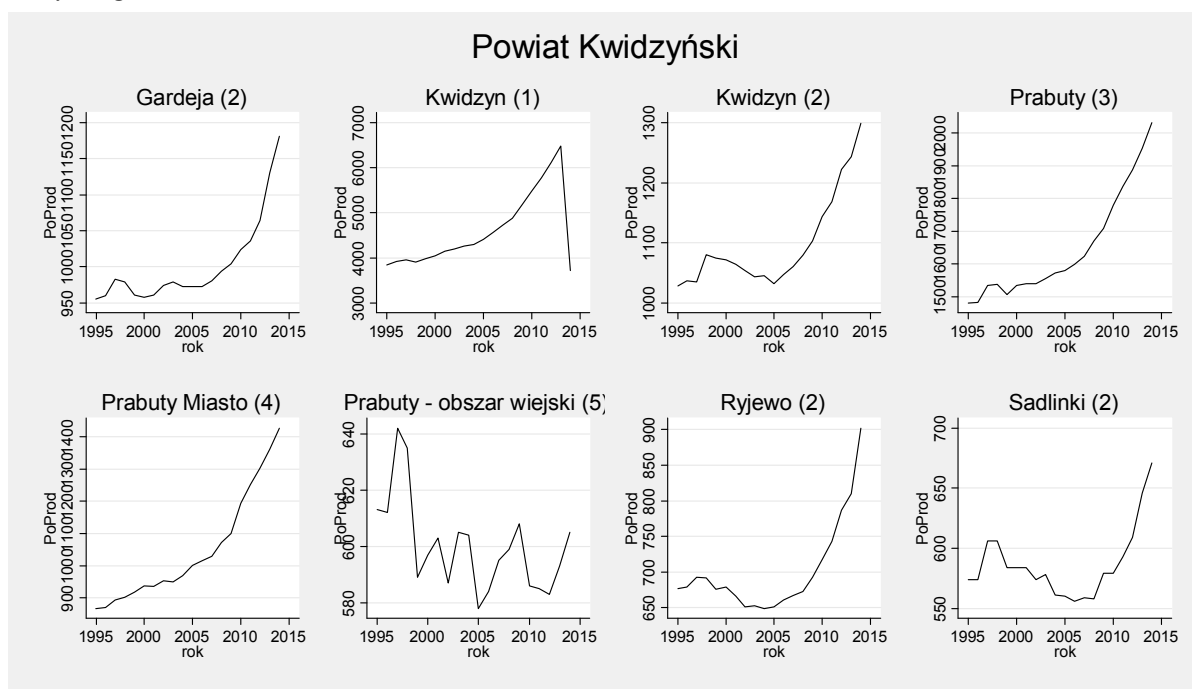 Powiat Kwidzyński
Gardeja (2)
PoProd
950 1000 1050 1100 1150 1200
1995 2000 2005 2010 2015
rok
Kwidzyn (1)
PoProd
3000 4000 5000 6000 7000
1995 2000 2005 2010 2015
rok
Kwidzyn (2)
PoProd
1000 1100 1200 1300
1995 2000 2005 2010 2015
rok
Prabuty (3)
PoProd
1500 1600 1700 1800 1900 2000
1995 2000 2005 2010 2015
rok
Prabuty Miasto (4)
PoProd
900 1000 1100 1200 1300 1400
1995 2000 2005 2010 2015
rok
Prabuty - obszar wiejski (5)
PoProd
580 600 620 640
1995 2000 2005 2010 2015
rok
Ryjewo (2)
PoProd
650 700 750 800 850 900
1995 2000 2005 2010 2015
rok
Sadlinki (2)
PoProd
550 600 650 700
1995 2000 2005 2010 2015
rok